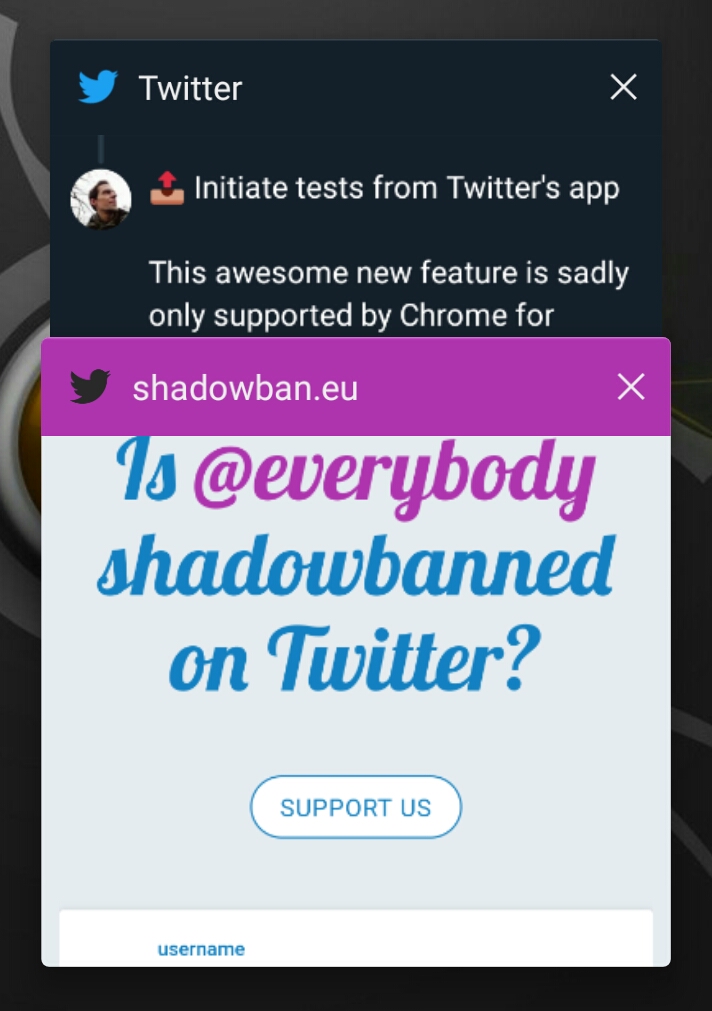 Twitter
Initiate tests from Twitter's app
This awesome new feature is sadly
only supported by Chrome for
shadowban.eu
Is @everybody
shadowbanned
on Twitter?
SUPPORT US
username